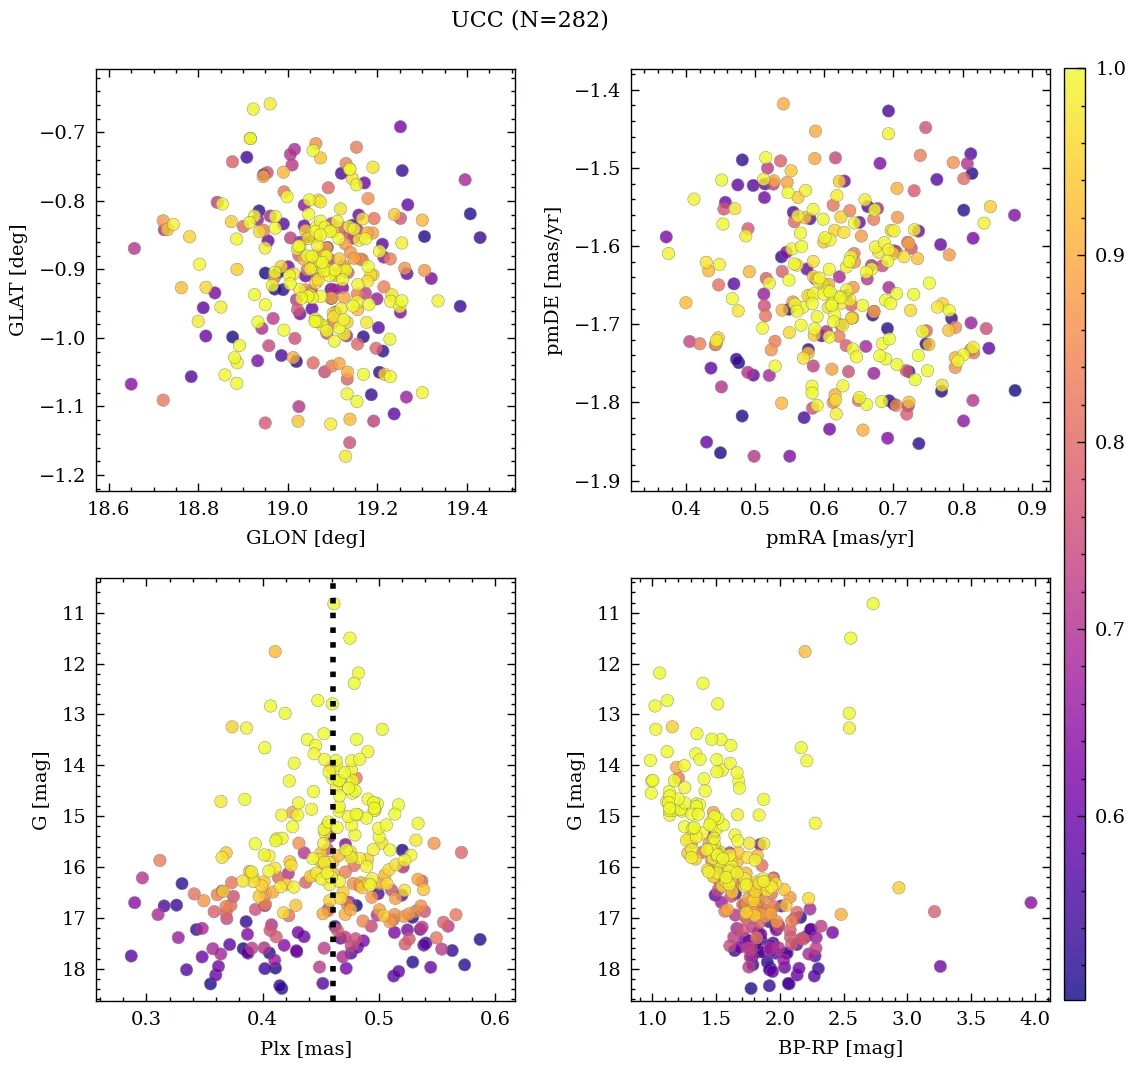 UCC (N=282)
−0.7
−0.8
−0.9
−1.0
−1.1
−1.2
GLAT [deg]
18.6 18.8 19.0 19.2 19.4
GLON [deg]
−1.4
−1.5
−1.6
−1.7
−1.8
−1.9
pmDE [mas/yr]
0.4 0.5 0.6 0.7 0.8 0.9
pmRA [mas/yr]
11
12
13
14
15
16
17
18
G [mag]
0.3 0.4 0.5 0.6
Plx [mas]
11
12
13
14
15
16
17
18
G [mag]
1.0 1.5 2.0 2.5 3.0 3.5 4.0
BP-RP [mag]
1.0
0.9
0.8
0.7
0.6